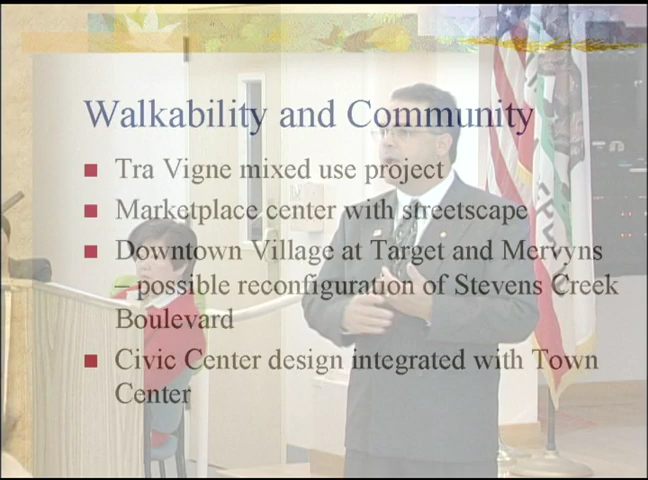 Walkability and Community
Tra Vigne mixed use project
Marketplace center with streetscape
Downtown Village at Target and Mervyns
– possible reconfiguration of Stevens Creek
Boulevard
Civic Center design integrated with Town
Center